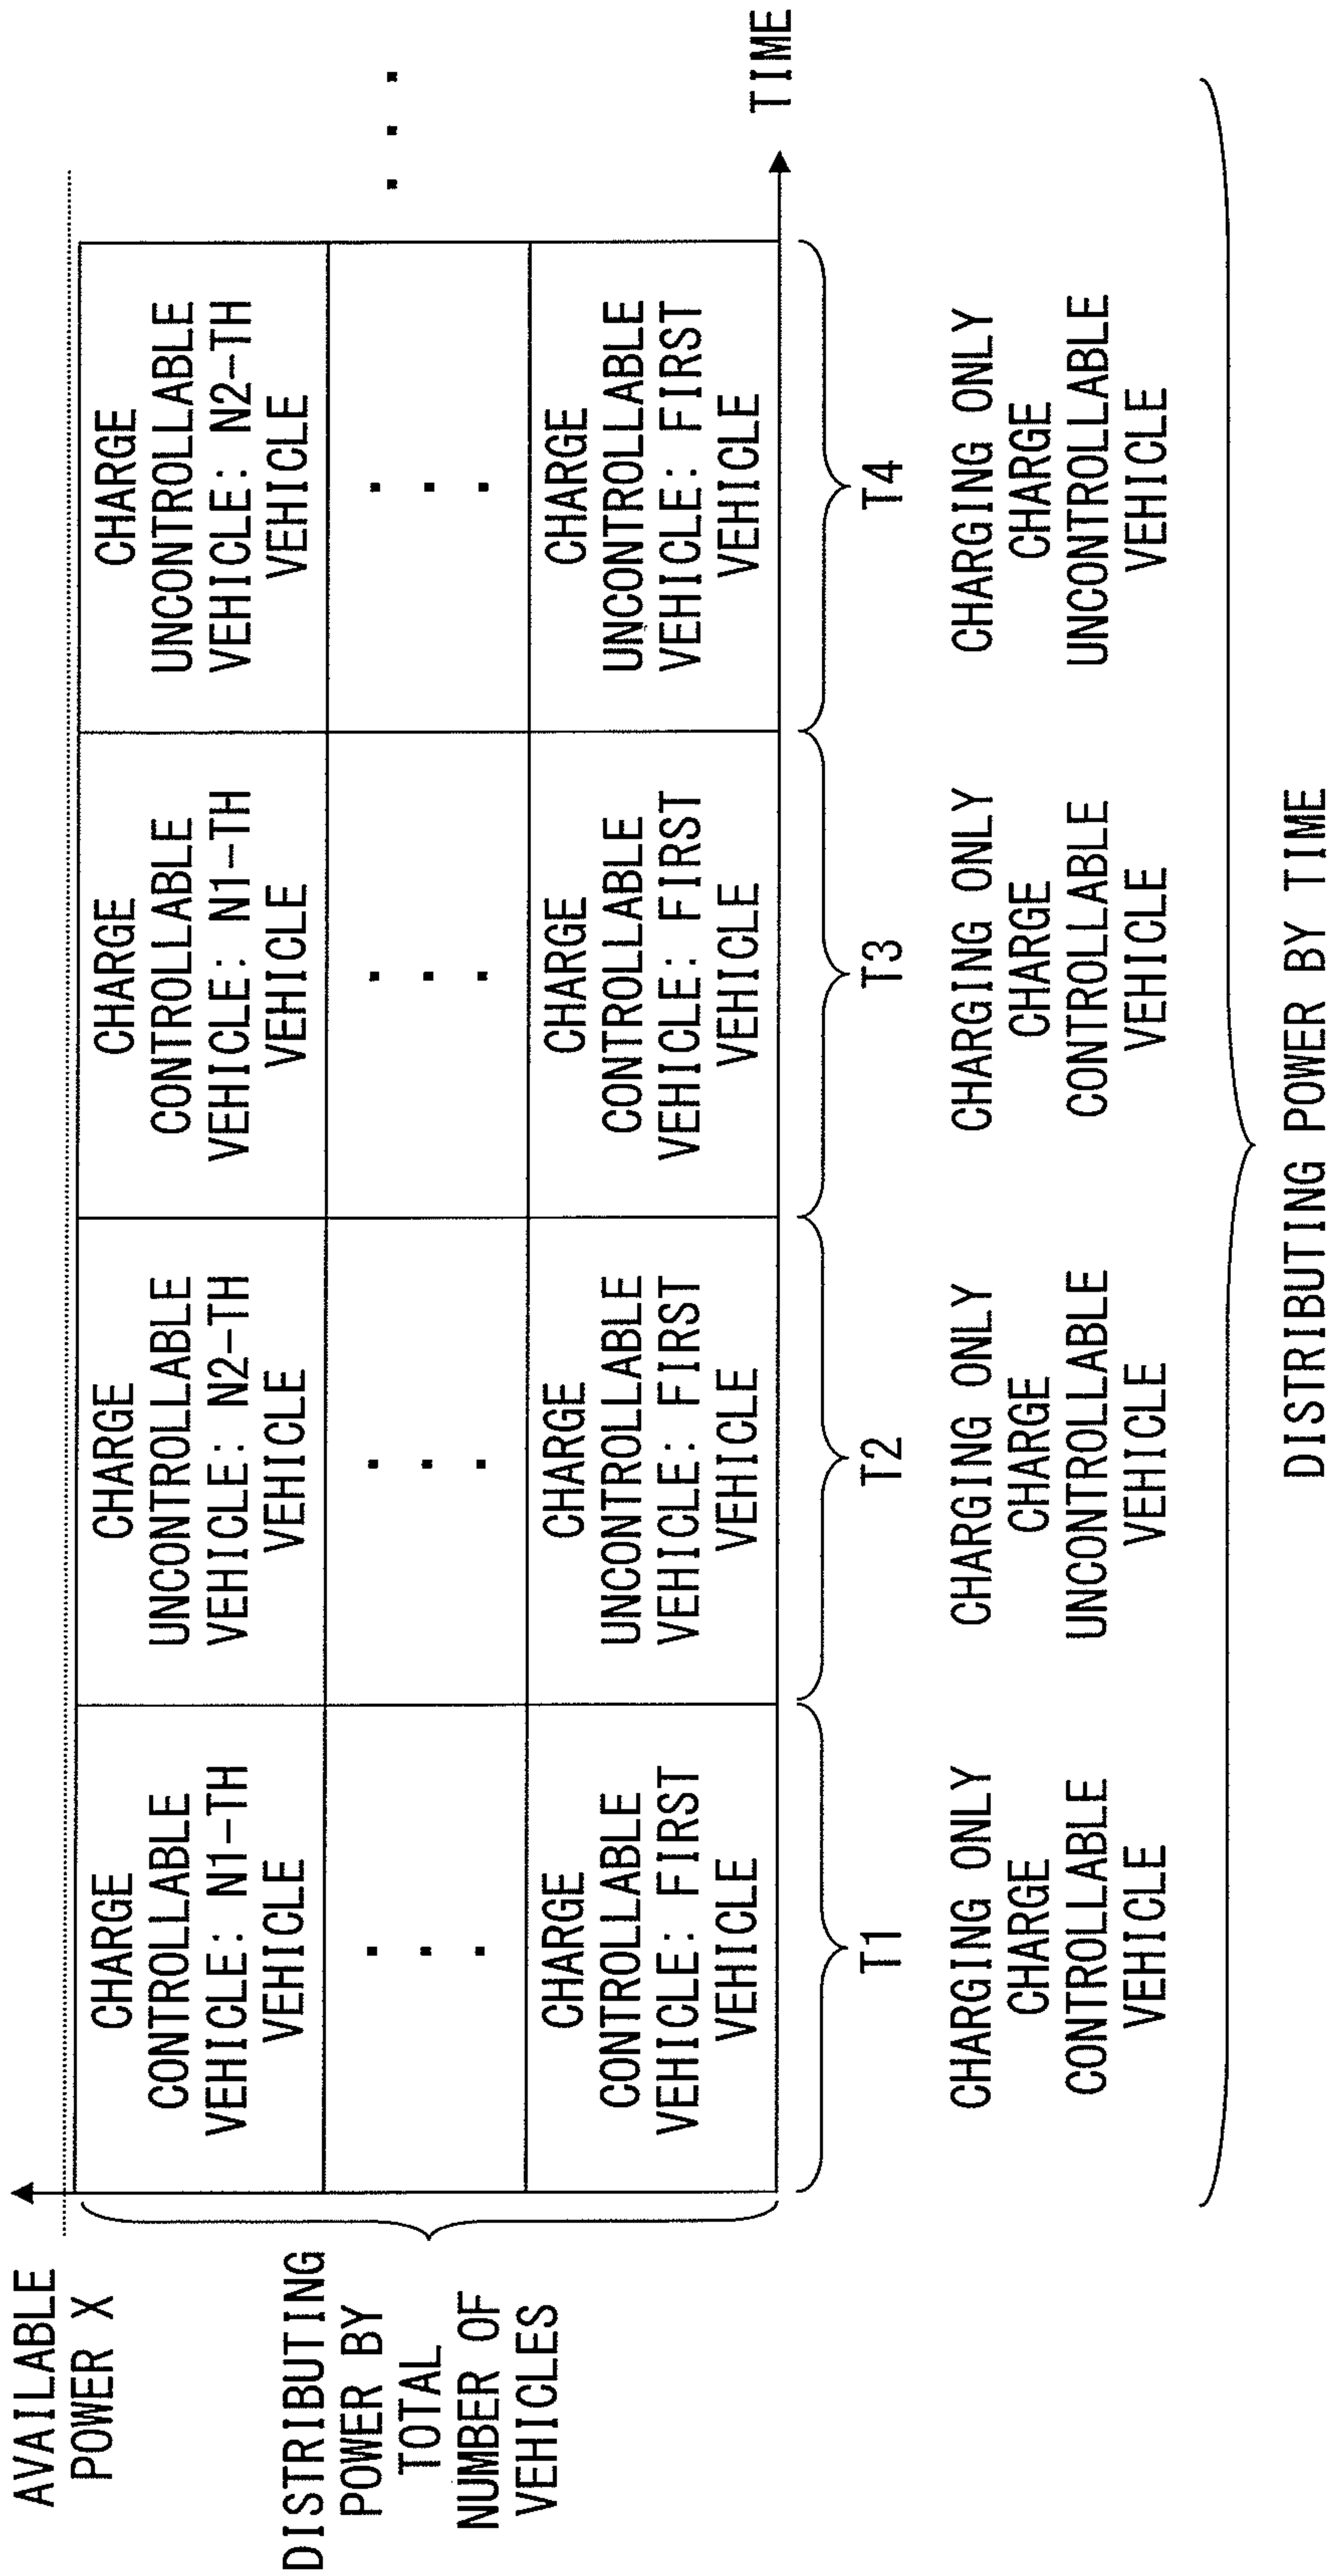 AVAILABLE
POWER X
DISTRIBUTING
POWER BY
TOTAL
NUMBER OF
VEHICLES
CHARGE
CONTROLLABLE
VEHICLE: N1-TH
VEHICLE
CHARGE
UNCONTROLLABLE
VEHICLE: N2-TH
VEHICLE
CHARGE
CONTROLLABLE
VEHICLE: N1-TH
VEHICLE
CHARGE
UNCONTROLLABLE
VEHICLE: N2-TH
VEHICLE
. . .
. . .
. . .
. . .
. . .
CHARGE
CONTROLLABLE
VEHICLE: FIRST
VEHICLE
CHARGE
UNCONTROLLABLE
VEHICLE: FIRST
VEHICLE
CHARGE
CONTROLLABLE
VEHICLE: FIRST
VEHICLE
CHARGE
UNCONTROLLABLE
VEHICLE: FIRST
VEHICLE
TIME
T1
T2
T3
T4
CHARGING ONLY
CHARGE
CONTROLLABLE
VEHICLE
CHARGING ONLY
CHARGE
UNCONTROLLABLE
VEHICLE
CHARGING ONLY
CHARGE
CONTROLLABLE
VEHICLE
CHARGING ONLY
CHARGE
UNCONTROLLABLE
VEHICLE
DISTRIBUTING POWER BY TIME